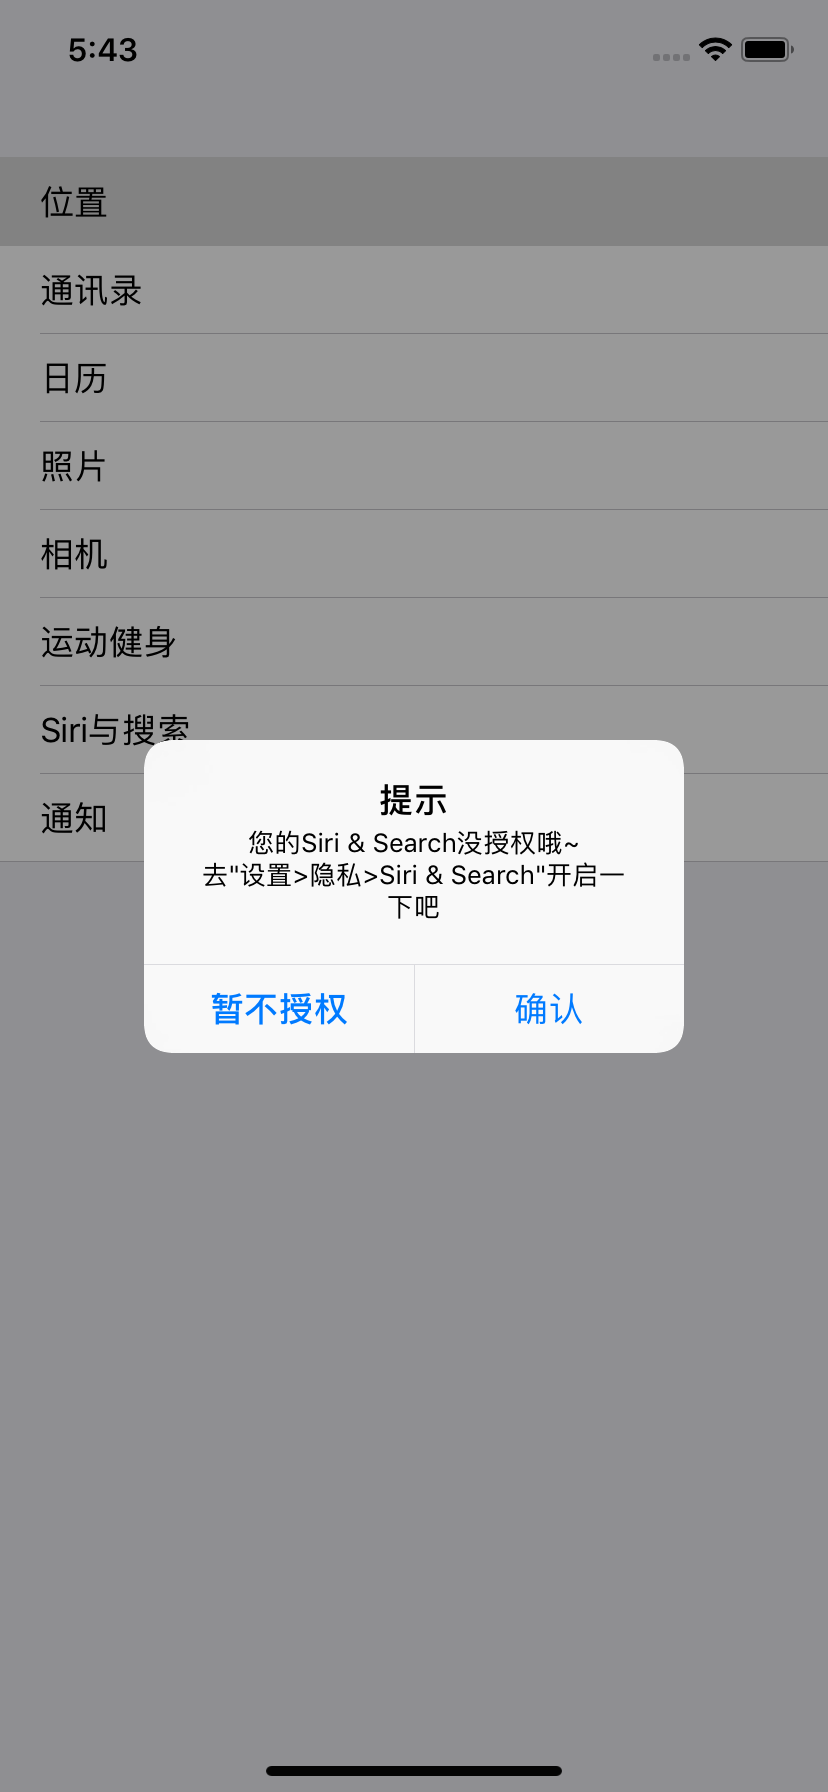 5:43
位置
通讯录
日历
照片
相机
运动健身
Siri与搜索
通知
提示
您的Siri & Search没授权哦~
去"设置>隐私>Siri & Search"开启一
下吧
暂不授权
确认